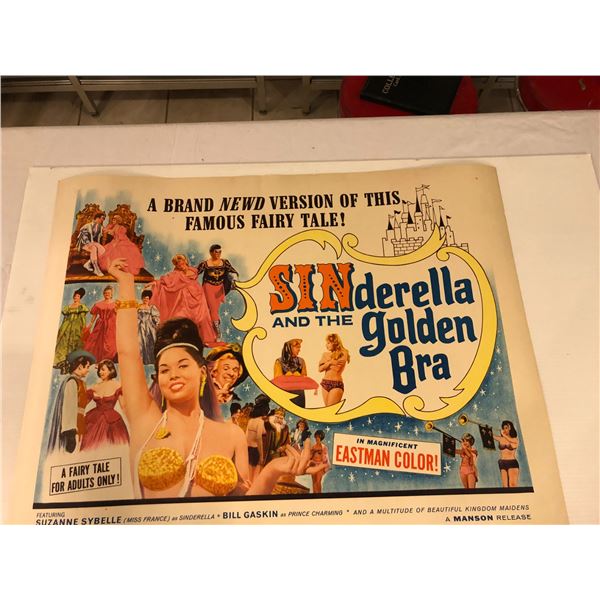 COLLE
A BRAND NEWD VERSION OF THIS
FAMOUS FAIRY TALE!
SINderella
AND THE golden
Bra
IN MAGNIFICENT
EASTMAN COLOR!
A FAIRY TALE
FOR ADULTS ONLY!
FEATURING
SUZANNE SYBELLE (MISS FRANCE) AS SINDERELLA * BILL GASKIN AS PRINCE CHARMING * AND A MULTITUDE OF BEAUTIFUL KINGDOM MAIDENS
A MANSON RELEASE